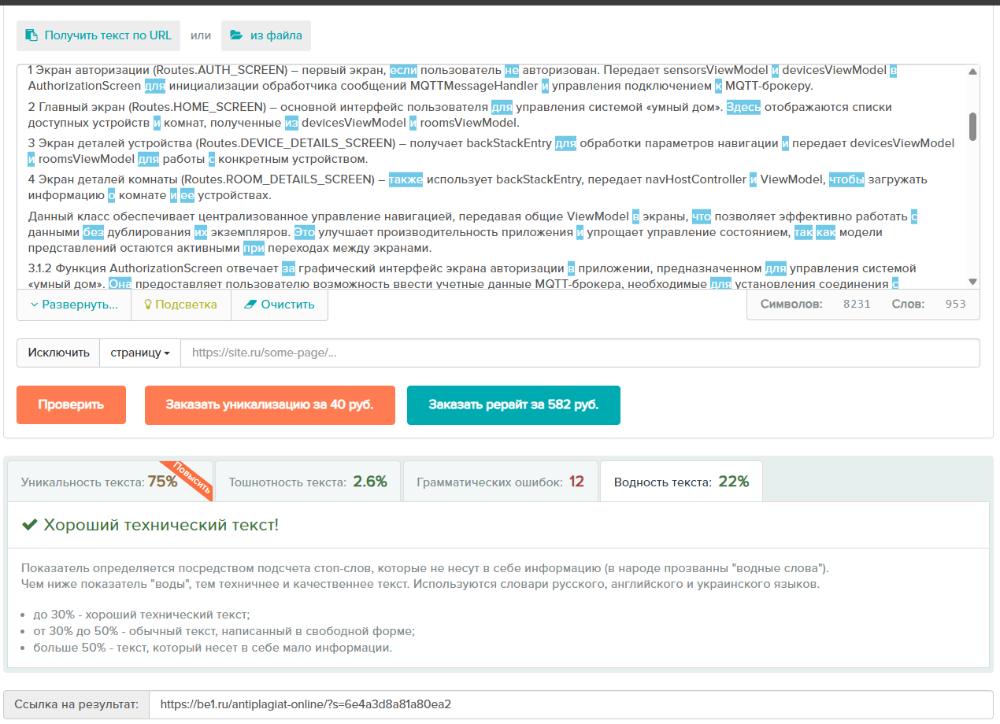 Получить текст по URL или из файла
1 Экран авторизации (Routes.AUTH_SCREEN) – первый экран, если пользователь не авторизован. Передает sensorsViewModel и devicesViewModel в
AuthorizationScreen для инициализации обработчика сообщений MQTTMessageHandler и управления подключением к MQTT-брокеру.
2 Главный экран (Routes.HOME_SCREEN) – основной интерфейс пользователя для управления системой «умный дом». Здесь отображаются списки
доступных устройств и комнат, полученные из devicesViewModel и roomsViewModel.
3 Экран деталей устройства (Routes.DEVICE_DETAILS_SCREEN) – получает backStackEntry для обработки параметров навигации и передает devicesViewModel
и roomsViewModel для работы с конкретным устройством.
4 Экран деталей комнаты (Routes.ROOM_DETAILS_SCREEN) – также использует backStackEntry, передает navHostController и ViewModel, чтобы загружать
информацию о комнате и ее устройствах.
Данный класс обеспечивает централизованное управление навигацией, передавая общие ViewModel в экраны, что позволяет эффективно работать с
данными без дублирования их экземпляров. Это улучшает производительность приложения и упрощает управление состоянием, так как модели
представлений остаются активными при переходах между экранами.
3.1.2 Функция AuthorizationScreen отвечает за графический интерфейс экрана авторизации в приложении, предназначенном для управления системой
«умный дом». Она предоставляет пользователю возможность ввести учетные данные MQTT-брокера, необходимые для установления соединения с
Развернуть... Подсветка Очистить Символов: 8231 Слов: 953
Исключить страницу https://site.ru/some-page/...
Проверить Заказать уникализацию за 40 руб. Заказать рерайт за 582 руб.
Уникальность текста: 75% Повысить Тошнотность текста: 2.6% Грамматических ошибок: 12 Водность текста: 22%
Хороший технический текст!
Показатель определяется посредством подсчета стоп-слов, которые не несут в себе информацию (в народе прозванны "водные слова").
Чем ниже показатель "воды", тем техничнее и качественнее текст. Используются словари русского, английского и украинского языков.
до 30% - хороший технический текст;
от 30% до 50% - обычный текст, написанный в свободной форме;
больше 50% - текст, который несет в себе мало информации.
Ссылка на результат: https://be1.ru/antiplagiat-online/?s=6e4a3d8a81a80ea2